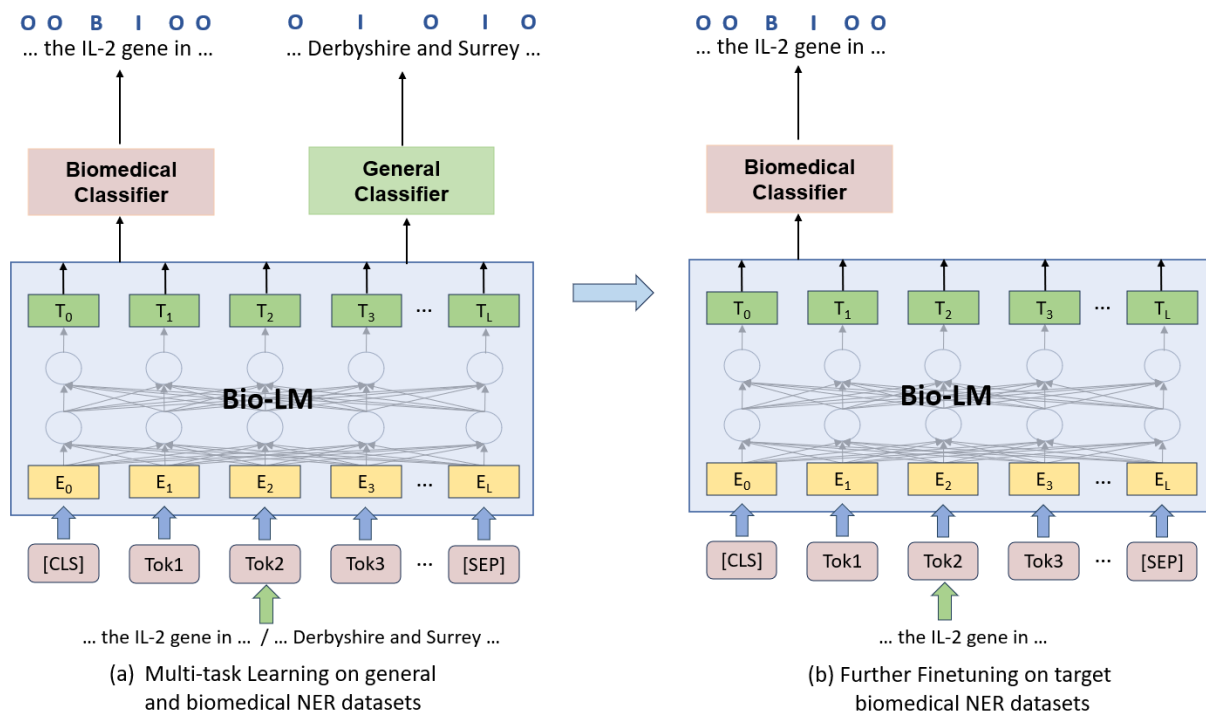 O O B I O O
... the IL-2 gene in ...
O I O I O
... Derbyshire and Surrey ...
Biomedical
Classifier
General
Classifier
T0 T1 T2 T3 ... TL
Bio-LM
E0 E1 E2 E3 ... EL
[CLS] Tok1 Tok2 Tok3 ... [SEP]
... the IL-2 gene in ... / ... Derbyshire and Surrey ...
(a) Multi-task Learning on general
and biomedical NER datasets
O O B I O O
... the IL-2 gene in ...
Biomedical
Classifier
T0 T1 T2 T3 ... TL
Bio-LM
E0 E1 E2 E3 ... EL
[CLS] Tok1 Tok2 Tok3 ... [SEP]
... the IL-2 gene in ...
(b) Further Finetuning on target
biomedical NER datasets